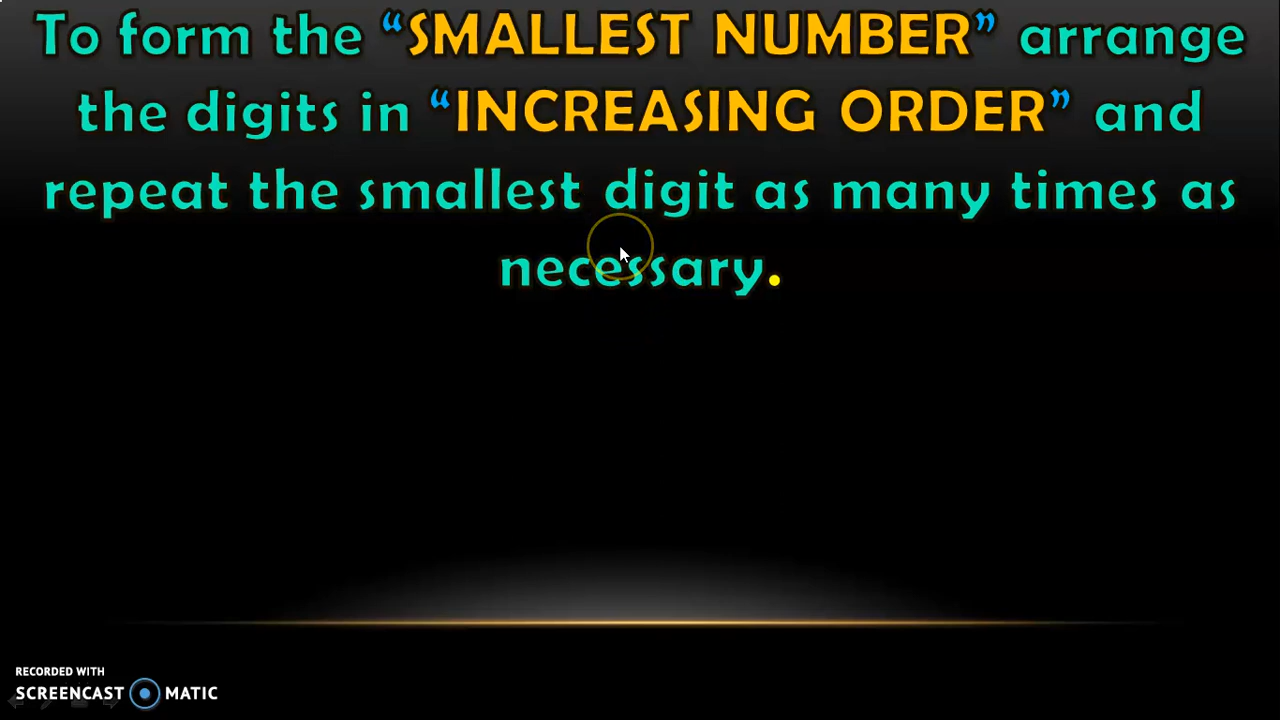 To form the “SMALLEST NUMBER” arrange
the digits in “INCREASING ORDER” and
repeat the smallest digit as many times as
necessary.
RECORDED WITH
SCREENCAST MATIC